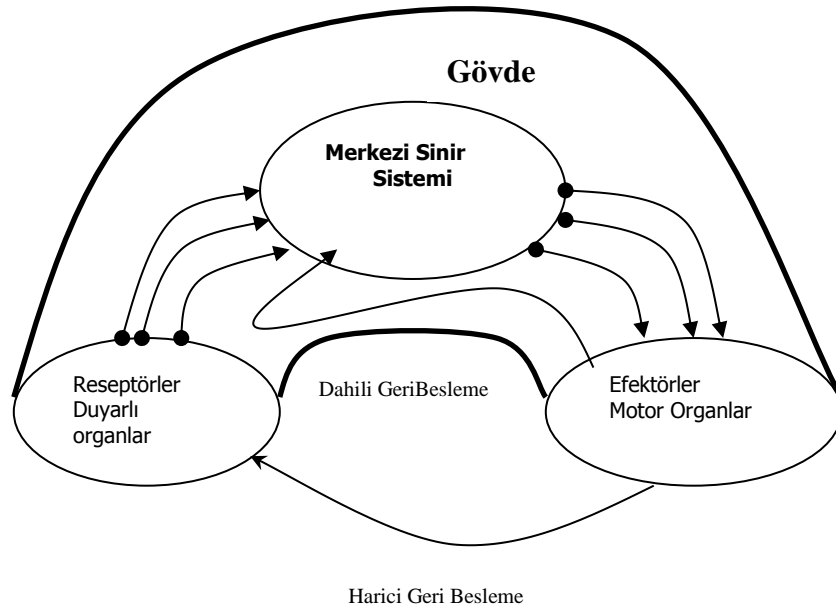 Gövde
Merkezi Sinir
Sistemi
Reseptörler
Duyarlı
organlar
Dahili GeriBesleme
Efektörler
Motor Organlar
Harici Geri Besleme